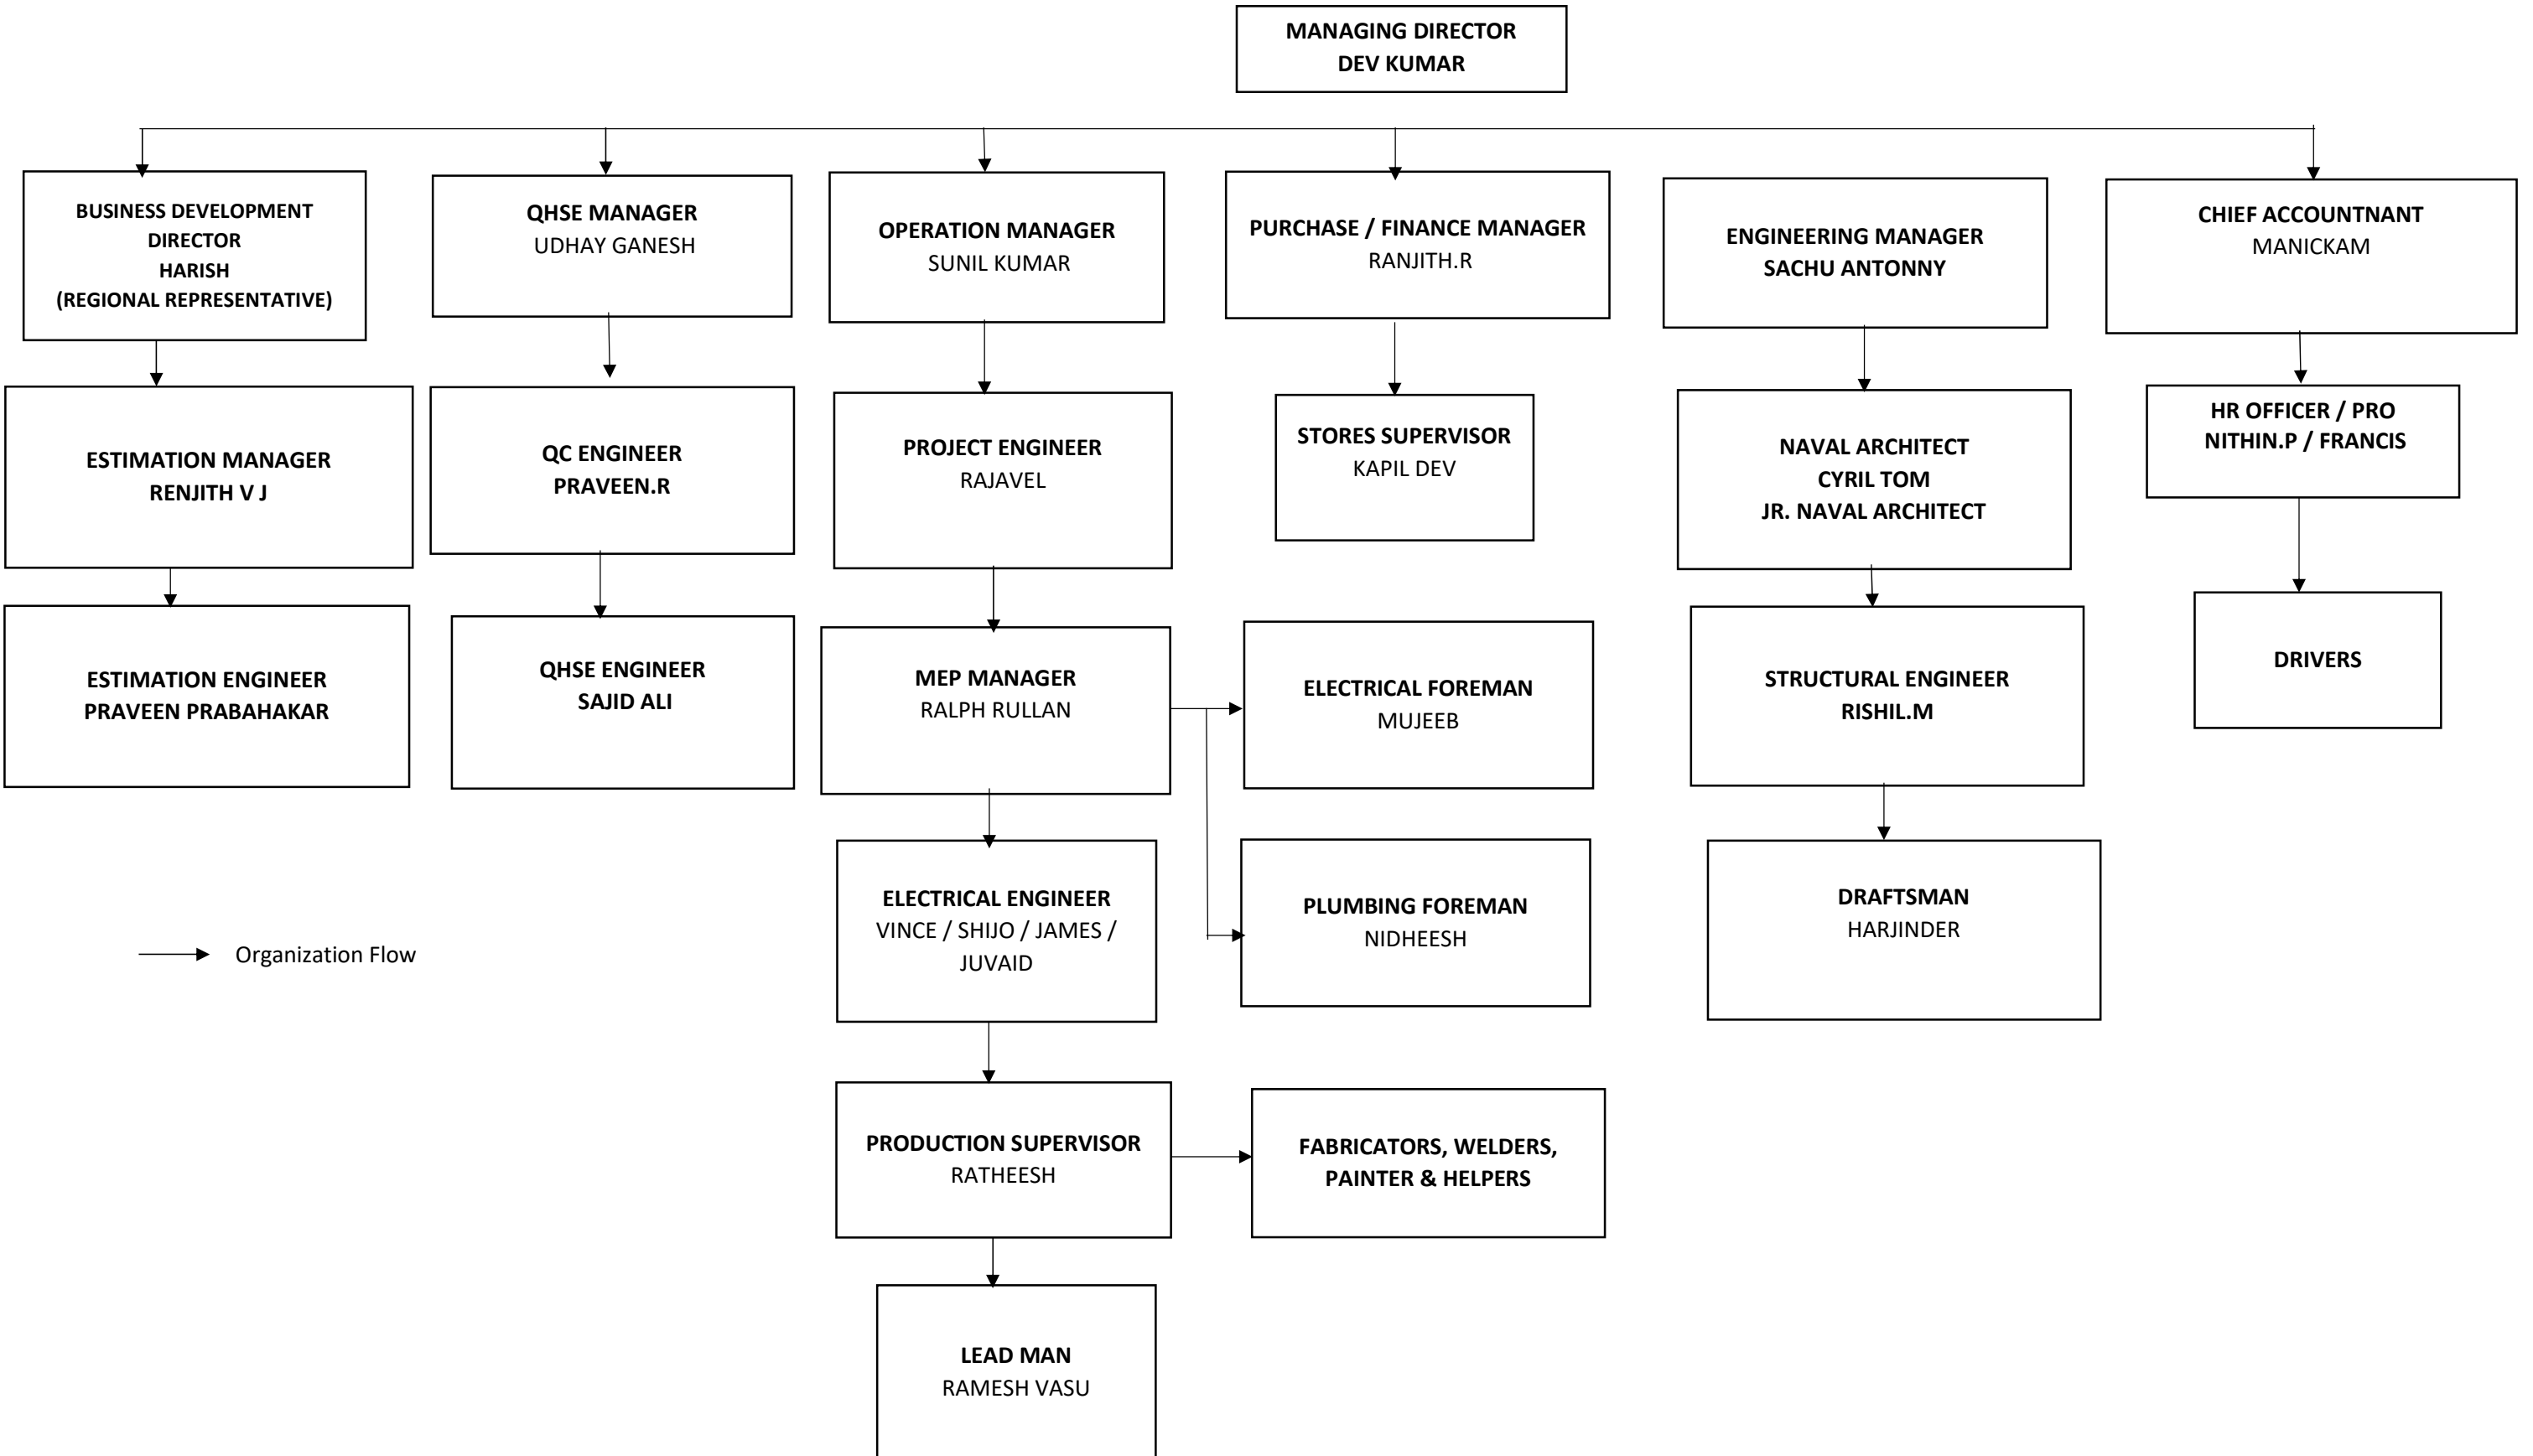 MANAGING DIRECTOR
DEV KUMAR
BUSINESS DEVELOPMENT
DIRECTOR
HARISH
(REGIONAL REPRESENTATIVE)
QHSE MANAGER
UDHAY GANESH
OPERATION MANAGER
SUNIL KUMAR
PURCHASE / FINANCE MANAGER
RANJITH.R
ENGINEERING MANAGER
SACHU ANTONNY
CHIEF ACCOUNTNANT
MANICKAM
ESTIMATION MANAGER
RENJITH V J
QC ENGINEER
PRAVEEN.R
PROJECT ENGINEER
RAJAVEL
STORES SUPERVISOR
KAPIL DEV
NAVAL ARCHITECT
CYRIL TOM
JR. NAVAL ARCHITECT
HR OFFICER / PRO
NITHIN.P / FRANCIS
ESTIMATION ENGINEER
PRAVEEN PRABAHAKAR
QHSE ENGINEER
SAJID ALI
MEP MANAGER
RALPH RULLAN
ELECTRICAL FOREMAN
MUJEEB
STRUCTURAL ENGINEER
RISHIL.M
DRIVERS
ELECTRICAL ENGINEER
VINCE / SHIJO / JAMES /
JUVAID
PLUMBING FOREMAN
NIDHEESH
DRAFTSMAN
HARJINDER
Organization Flow
PRODUCTION SUPERVISOR
RATHEESH
FABRICATORS, WELDERS,
PAINTER & HELPERS
LEAD MAN
RAMESH VASU